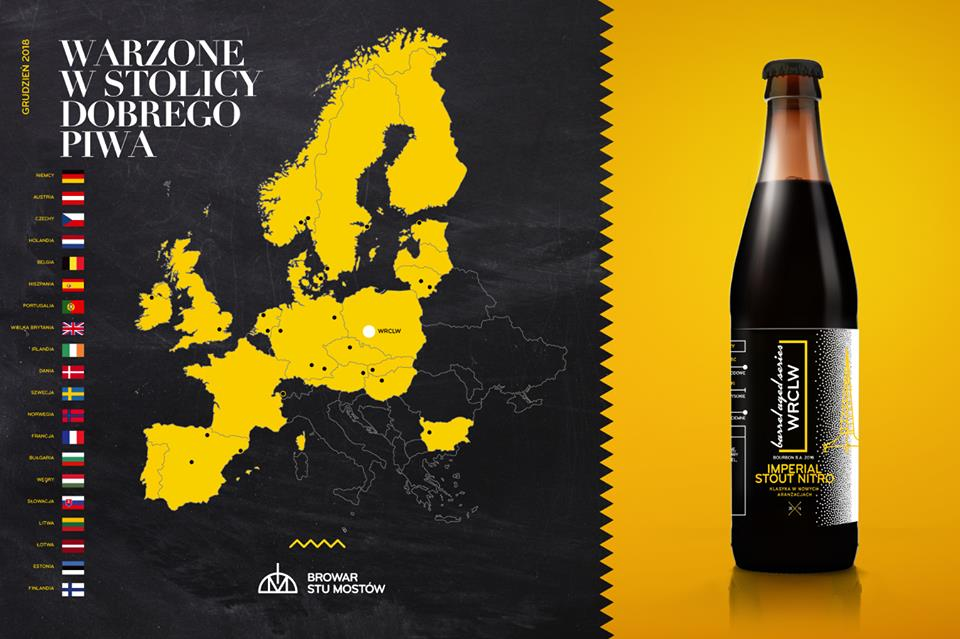 GRUDZIEŃ 2018
WARZONE
W STOLICY
DOBREGO
PIWA
NIEMCY
AUSTRIA
CZECHY
HOLANDIA
BELGIA
HISZPANIA
PORTUGALIA
WIELKA BRYTANIA
IRLANDIA
DANIA
SZWECJA
NORWEGIA
FRANCJA
BUŁGARIA
WĘGRY
SŁOWACJA
LITWA
ŁOTWA
ESTONIA
FINLANDIA
WRCLW
BROWAR
STU MOSTÓW
barrel aged series
WRCLW
BOURBON B.A. 2018
IMPERIAL
STOUT NITRO
KLASYKA W NOWYCH
ARANŻACJACH